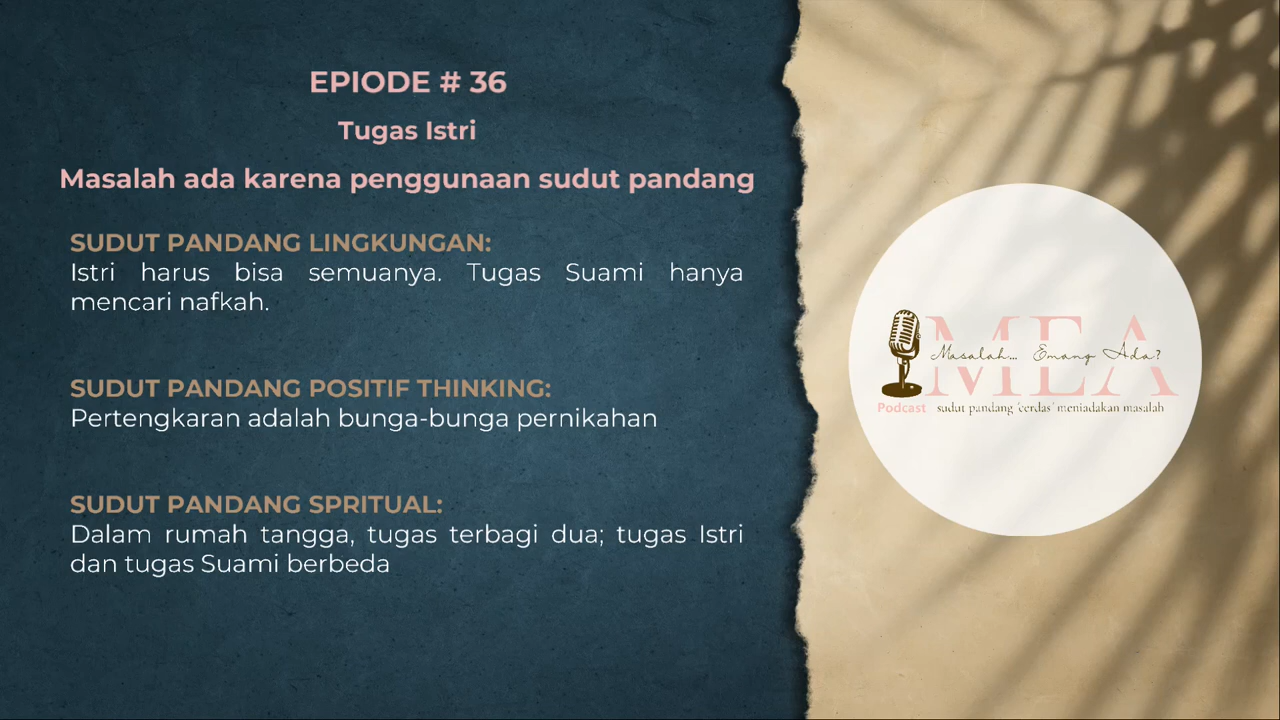 EPIODE # 36
Tugas Istri
Masalah ada karena penggunaan sudut pandang
SUDUT PANDANG LINGKUNGAN:
Istri harus bisa semuanya. Tugas Suami hanya
mencari nafkah.
SUDUT PANDANG POSITIF THINKING:
Pertengkaran adalah bunga-bunga pernikahan
SUDUT PANDANG SPRITUAL:
Dalam rumah tangga, tugas terbagi dua; tugas Istri
dan tugas Suami berbeda
MEA
Masalah... Emang Ada?
Podcast sudut pandang 'cerdas' meniadakan masalah